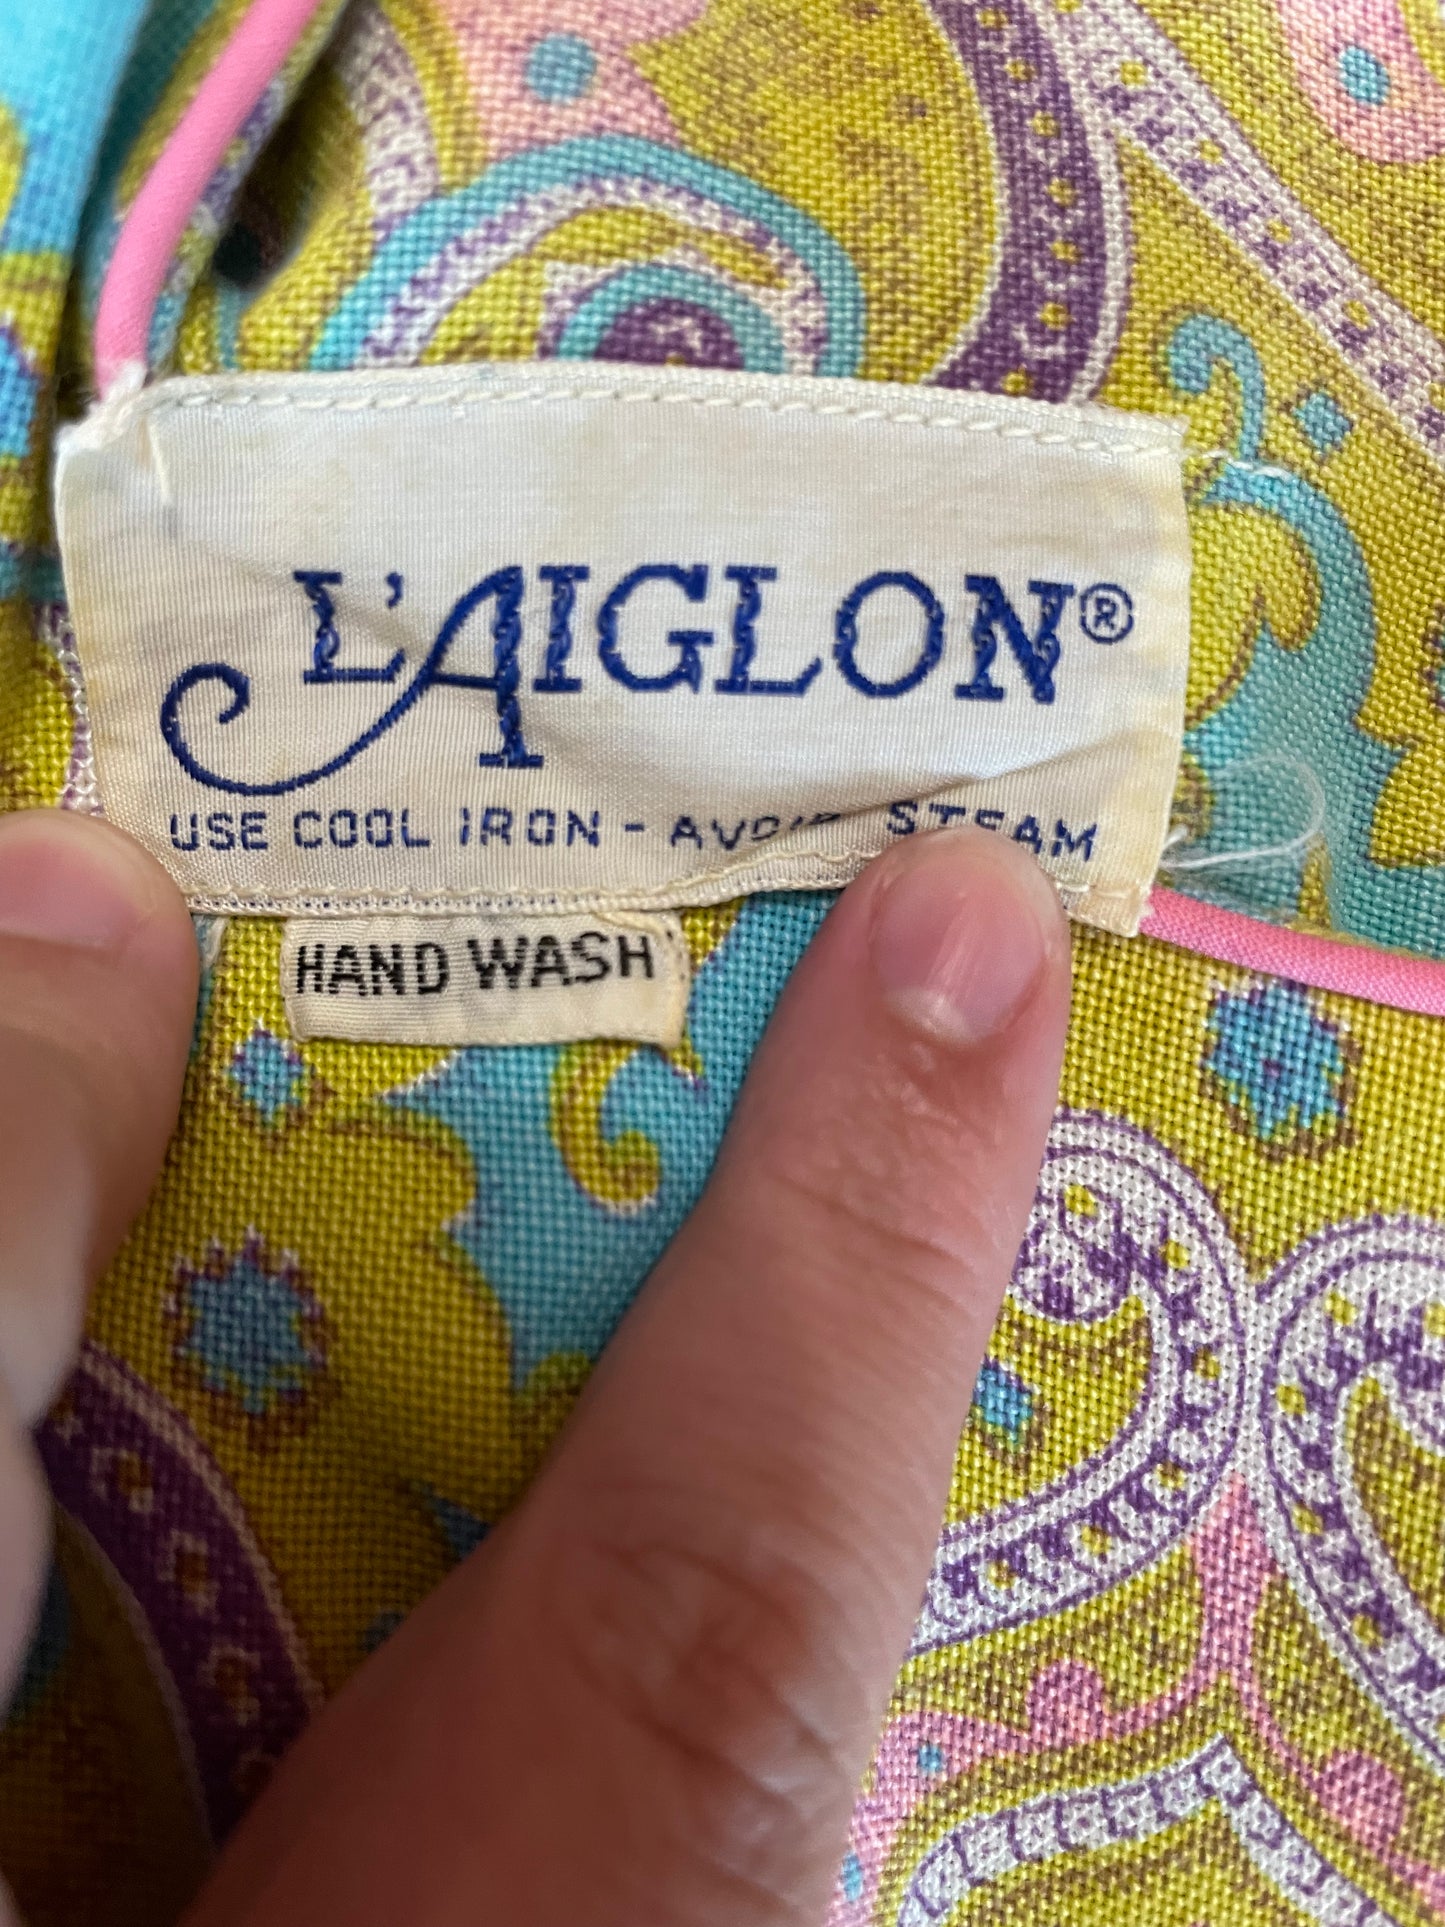 L'AIGLON®
USE COOL IRON - AVOID STEAM
HAND WASH